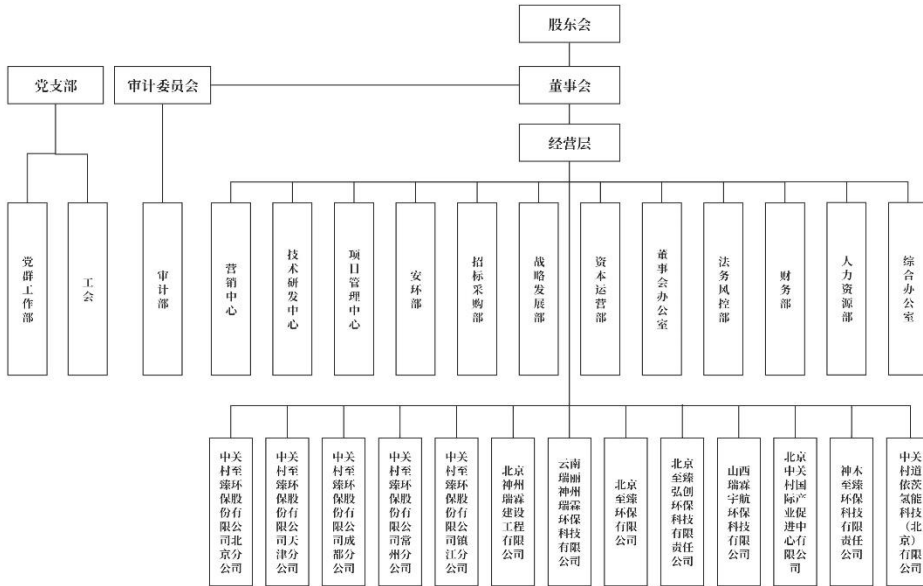 股东会
党支部
审计委员会
董事会
经营层
党群工作部
工会
审计部
营销中心
技术研发中心
项目管理中心
安环部
招标采购部
战略发展部
资本运营部
董事会办公室
法务风控部
财务部
人力资源部
综合办公室
中关村至臻环保股份有限公司北京分公司
中关村至臻环保股份有限公司天津分公司
中关村至臻环保股份有限公司成都分公司
中关村至臻环保股份有限公司常州分公司
中关村至臻环保股份有限公司镇江分公司
北京神州瑞霖建设工程有限公司
云南瑞丽神州瑞霖环保科技有限公司
北京至臻环保有限公司
北京至臻弘创环保科技有限责任公司
山西瑞霖宇航环保科技有限公司
北京中关村国际产业促进中心有限公司
神木至臻环保科技有限责任公司
中关村道依茨氢能科技（北京）有限公司